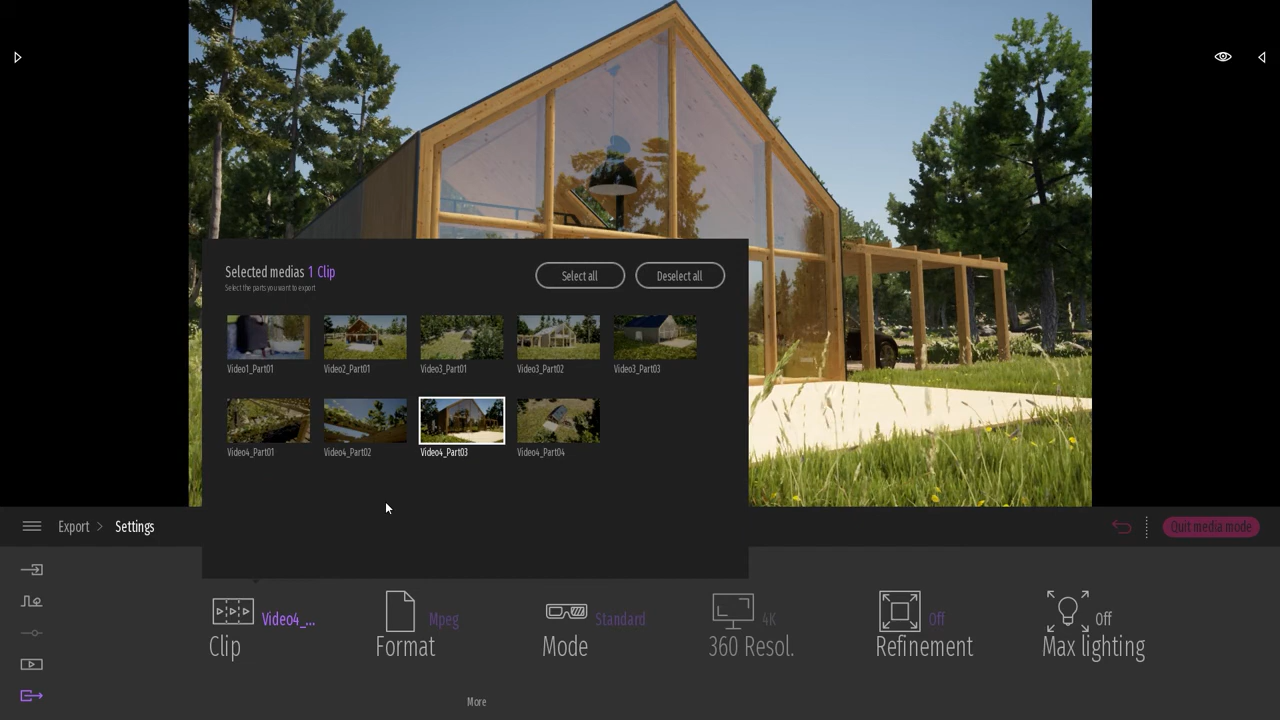 Selected medias 1 Clip
Select the parts you want to export
Select all
Deselect all
Video1_Part01
Video2_Part01
Video3_Part01
Video3_Part02
Video3_Part03
Video4_Part01
Video4_Part02
Video4_Part03
Video4_Part04
Export > Settings
Quit media mode
Video4_...
Clip
Mpeg
Format
Standard
Mode
4K
360 Resol.
Off
Refinement
Off
Max lighting
More